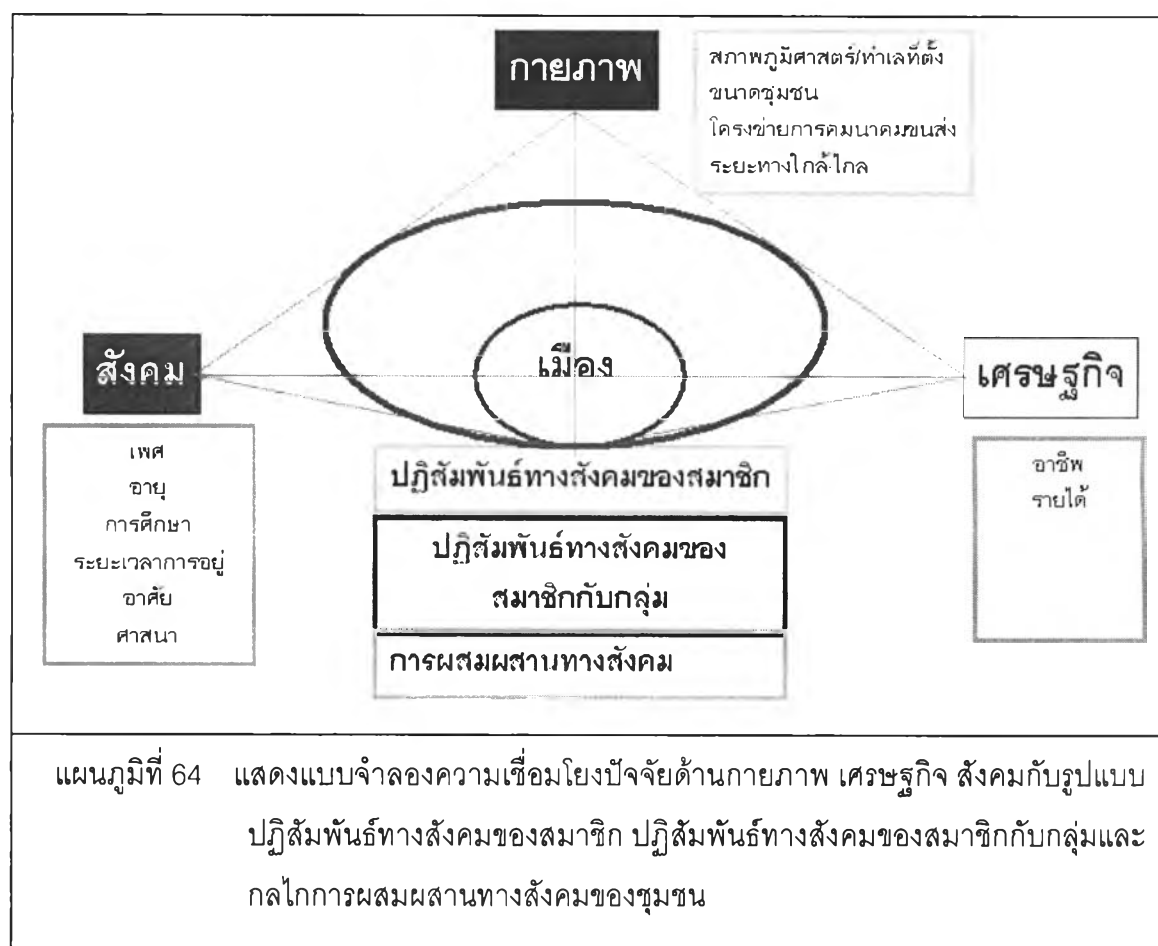 กายภาพ
สภาพภูมิศาสตร์/ทำเลที่ตั้ง
ขนาดชุมชน
โครงข่ายการคมนาคมขนส่ง
ระยะทางใกล้ไกล
สังคม
เมือง
เศรษฐกิจ
เพศ
อายุ
การศึกษา
ระยะเวลาการอยู่
อาศัย
ศาสนา
ปฏิสัมพันธ์ทางสังคมของสมาชิก
ปฏิสัมพันธ์ทางสังคมของ
สมาชิกกับกลุ่ม
การผสมผสานทางสังคม
อาชีพ
รายได้
แผนภูมิที่ 64 แสดงแบบจำลองความเชื่อมโยงปัจจัยด้านกายภาพ เศรษฐกิจ สังคมกับรูปแบบ
ปฏิสัมพันธ์ทางสังคมของสมาชิก ปฏิสัมพันธ์ทางสังคมของสมาชิกกับกลุ่มและ
กลไกการผสมผสานทางสังคมของชุมชน